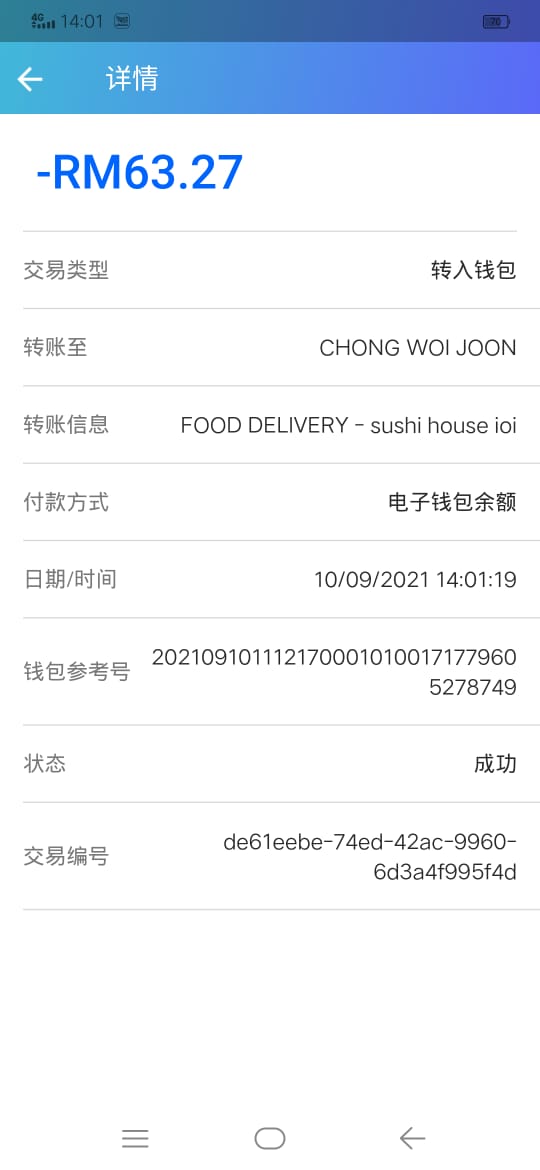 4G 14:01 70
详情
-RM63.27
交易类型 转入钱包
转账至 CHONG WOI JOON
转账信息 FOOD DELIVERY - sushi house ioi
付款方式 电子钱包余额
日期/时间 10/09/2021 14:01:19
钱包参考号 20210910111217000101001717796​0
5278749
状态 成功
交易编号 de61eebe-74ed-42ac-9960-
6d3a4f995f4d